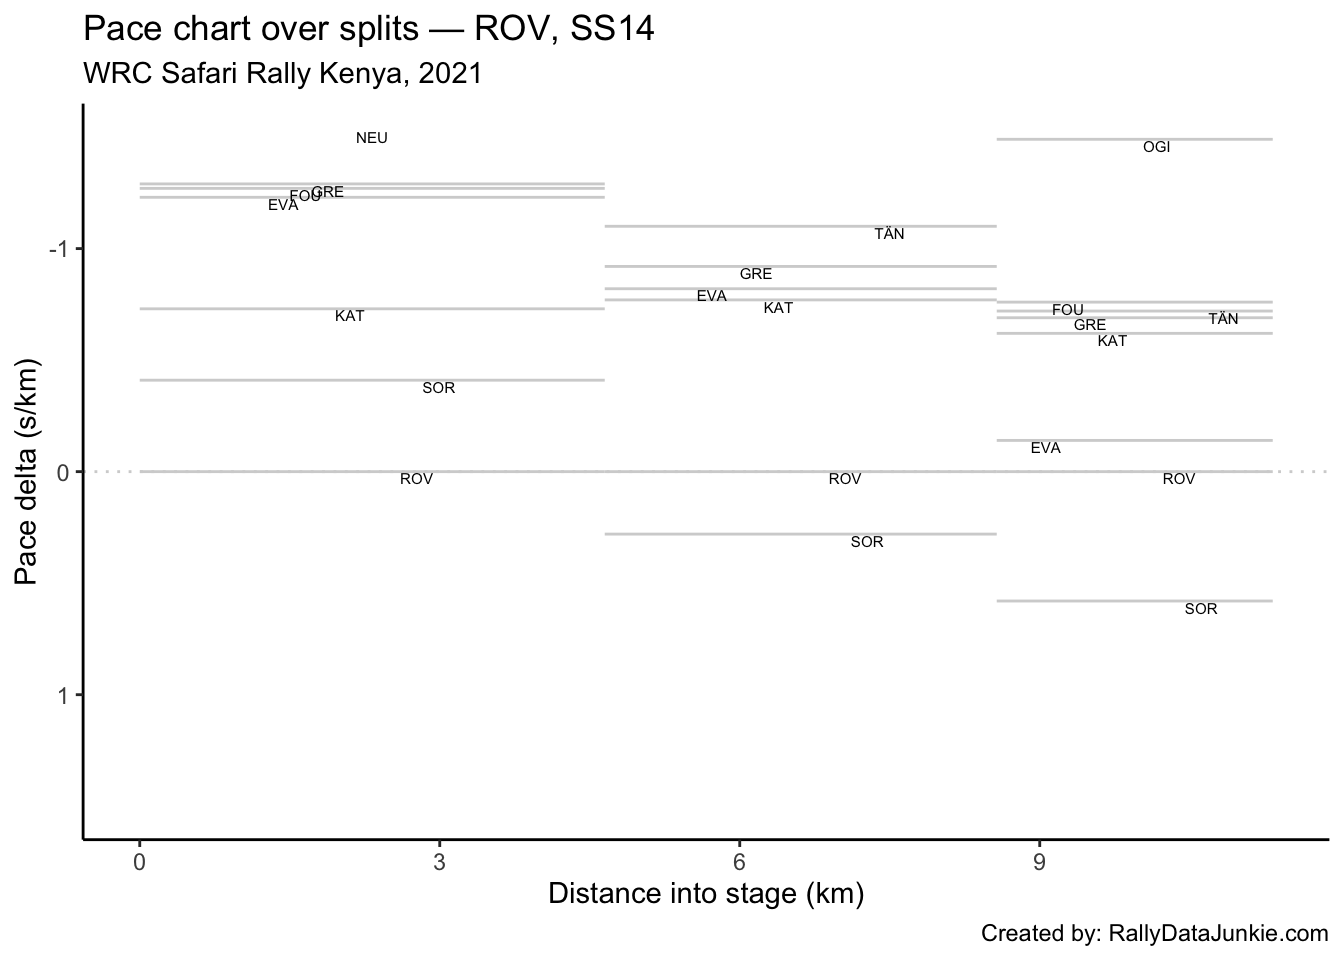 Pace chart over splits — ROV, SS14
WRC Safari Rally Kenya, 2021
NEU
OGI
GRE
FOU
EVA
-1
TÄN
GRE
EVA
KAT
KAT
FOU
TÄN
GRE
KAT
SOR
EVA
0
ROV
ROV
ROV
SOR
SOR
1
Pace delta (s/km)
0 3 6 9
Distance into stage (km)
Created by: RallyDataJunkie.com